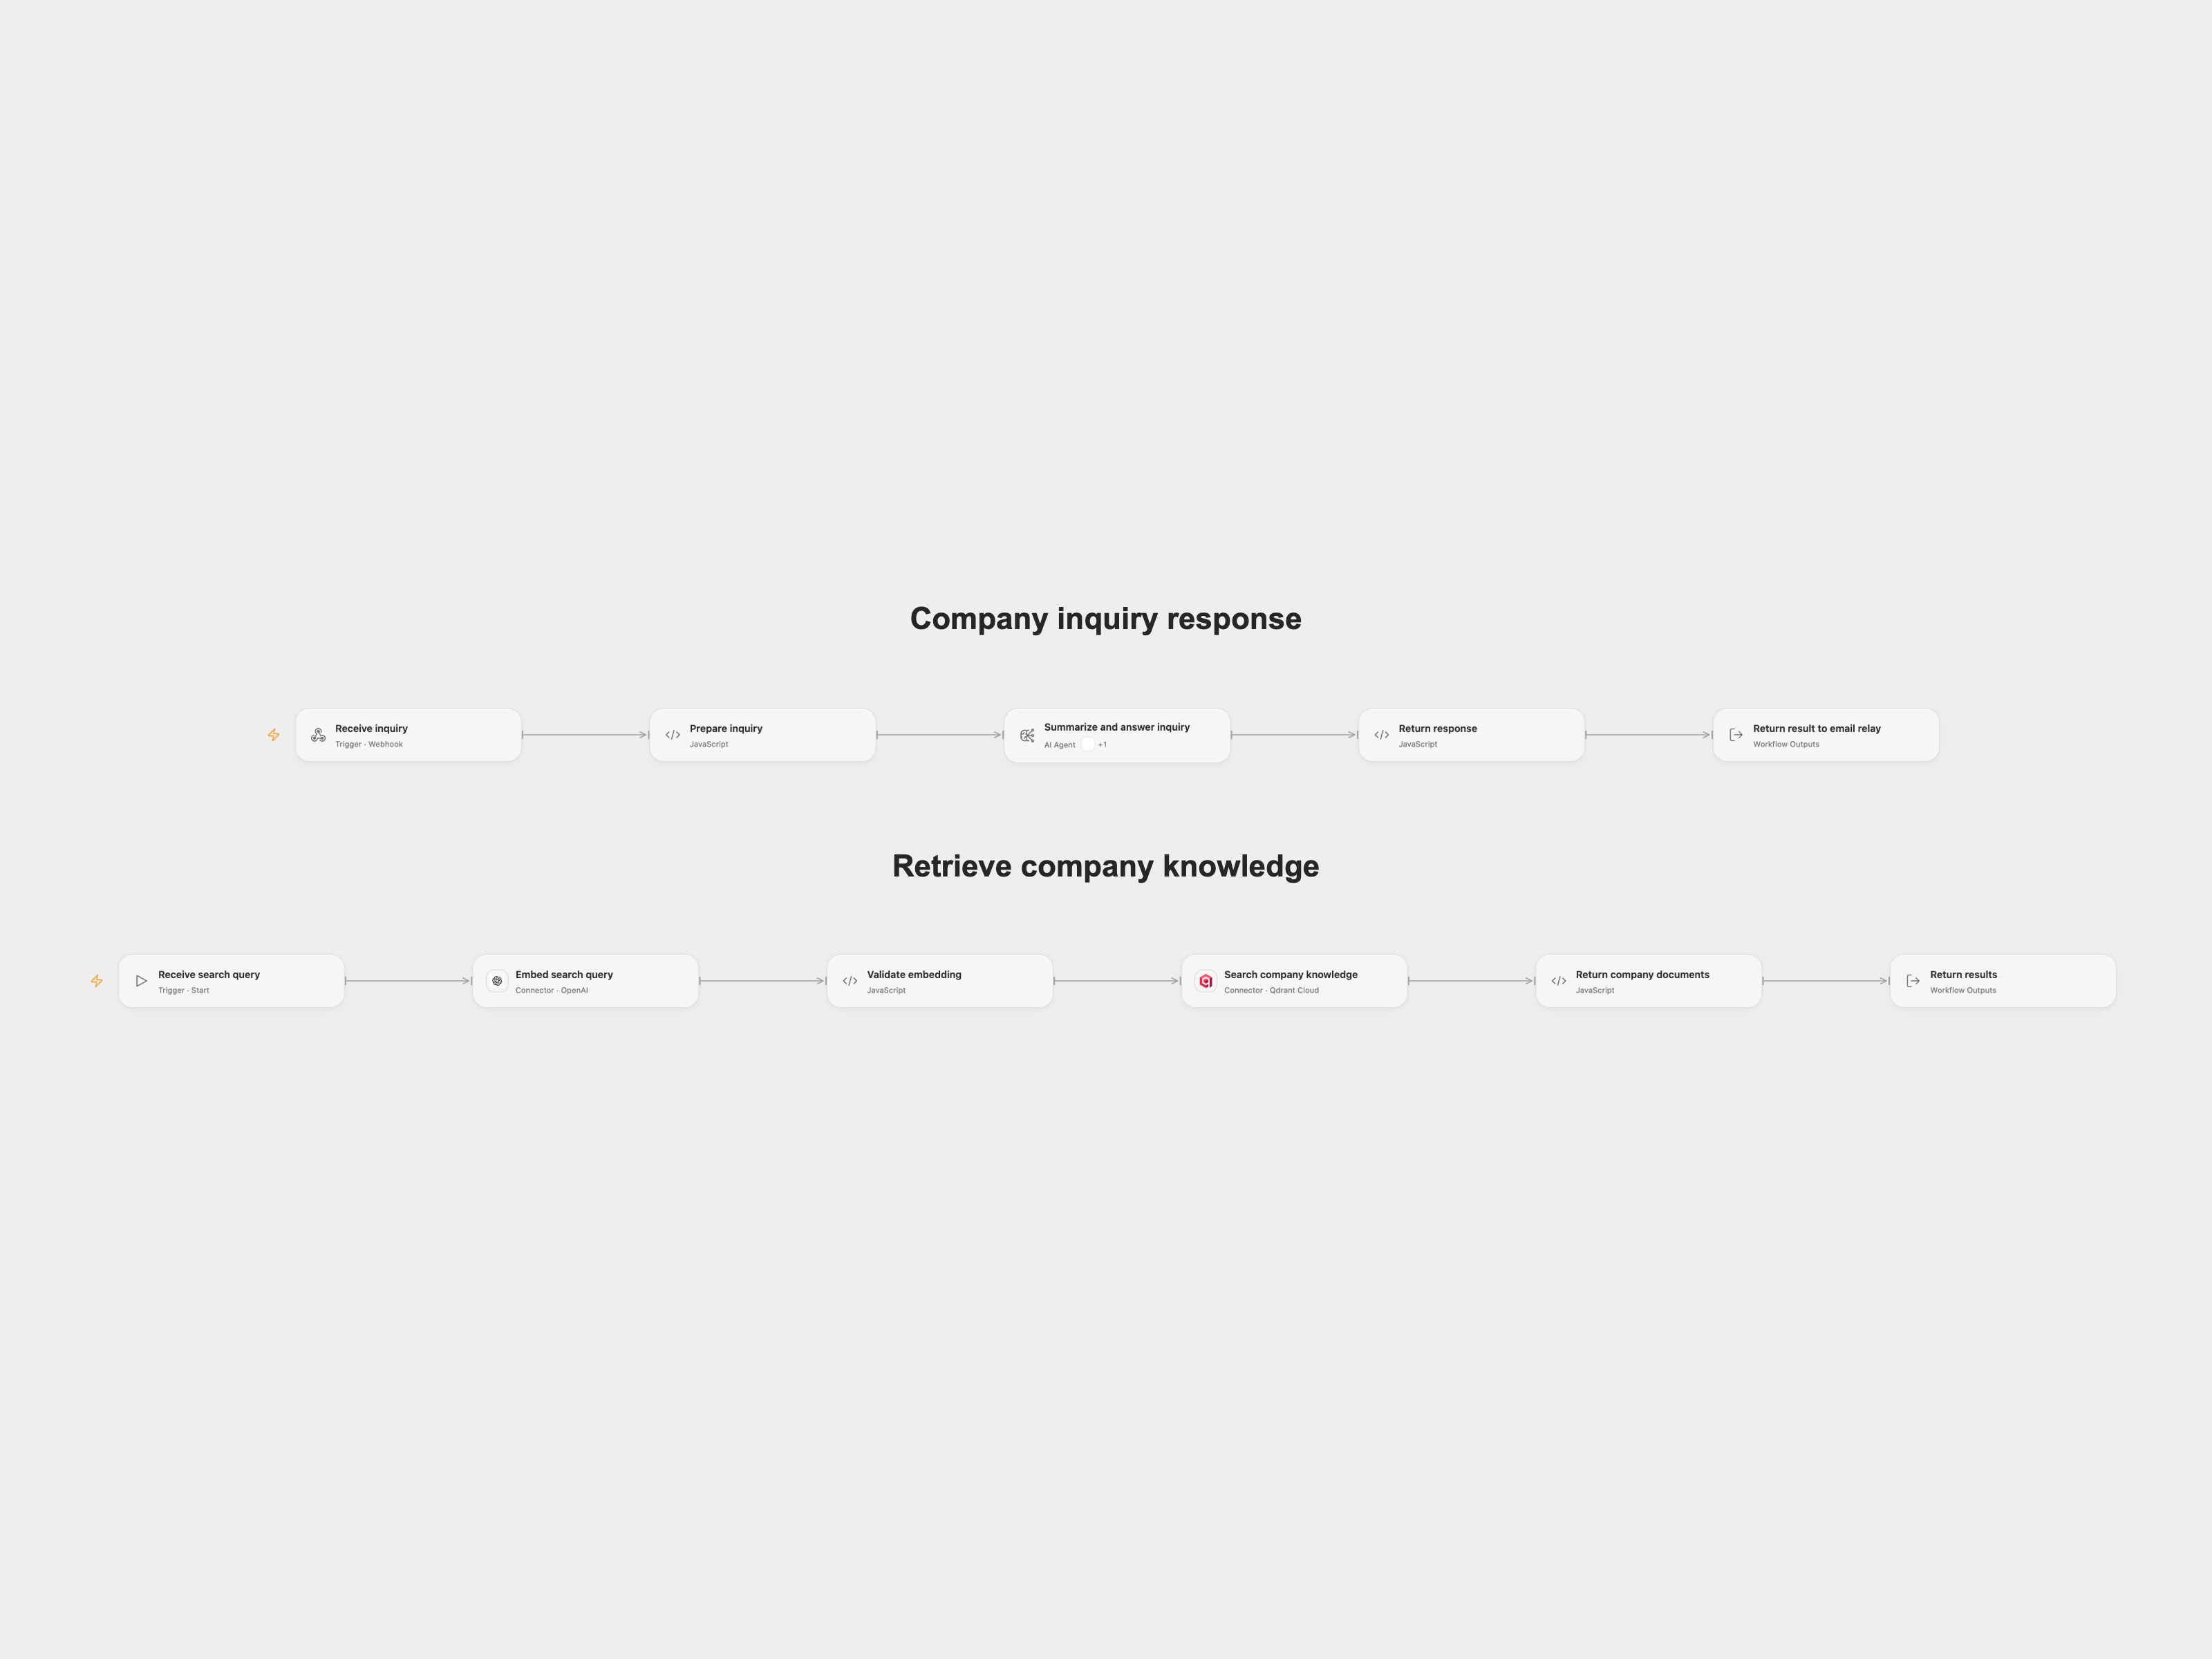 Company inquiry response
Receive inquiry
Trigger · Webhook
Prepare inquiry
JavaScript
Summarize and answer inquiry
AI Agent +1
Return response
JavaScript
Return result to email relay
Workflow Outputs
Retrieve company knowledge
Receive search query
Trigger · Start
Embed search query
Connector · OpenAI
Validate embedding
JavaScript
Search company knowledge
Connector · Qdrant Cloud
Return company documents
JavaScript
Return results
Workflow Outputs